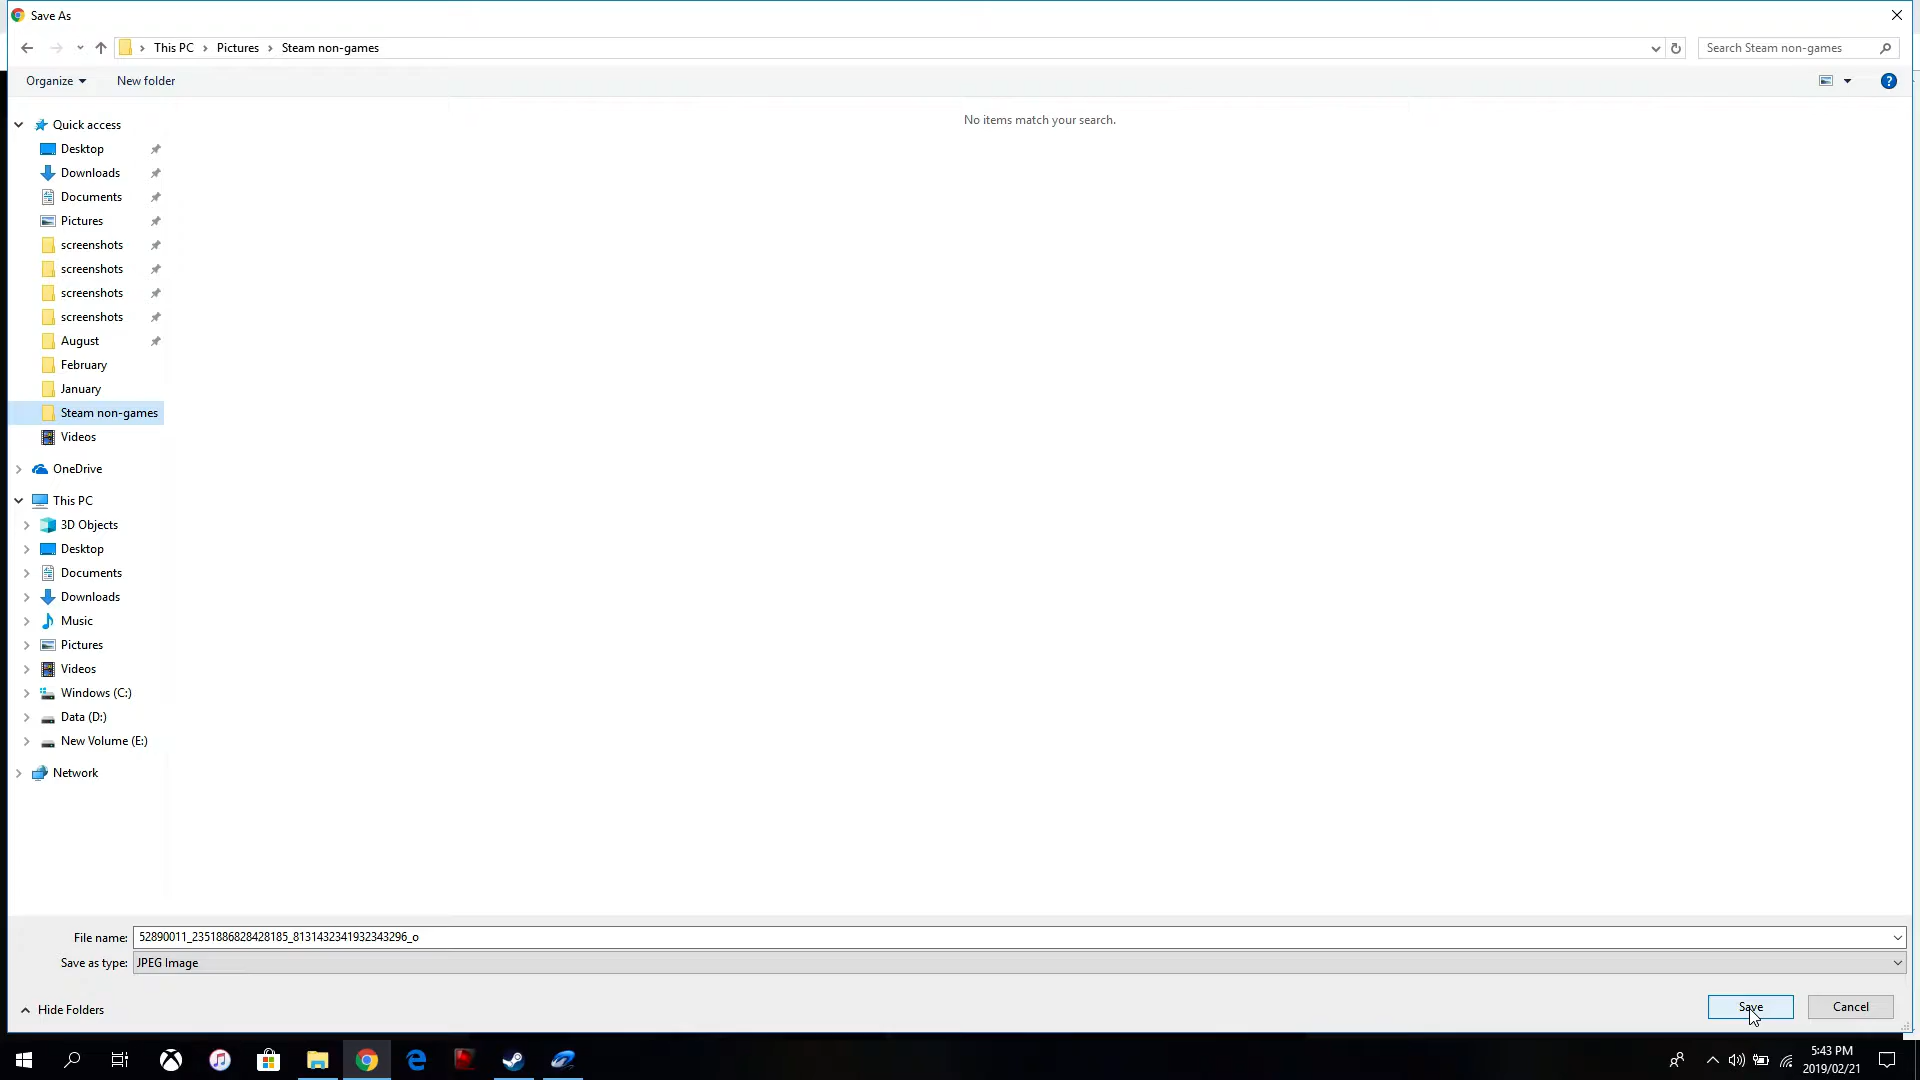 Save As
This PC
Pictures
Steam non-games
Search Steam non-games
Organize
New folder
No items match your search.
Quick access
Desktop
Downloads
Documents
Pictures
screenshots
screenshots
screenshots
screenshots
August
February
January
Steam non-games
Videos
OneDrive
This PC
3D Objects
Desktop
Documents
Downloads
Music
Pictures
Videos
Windows (C:)
Data (D:)
New Volume (E:)
Network
File name: 52890011_2351886828428185_8131432341932343296_o
Save as type: JPEG Image
Hide Folders
Save
Cancel
5:43 PM
2019/02/21